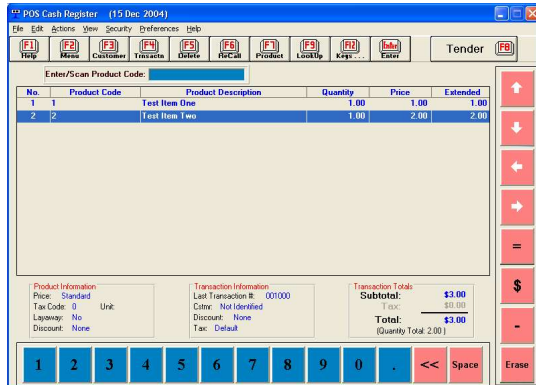 POS Cash Register (15 Dec 2004)
File Edit Actions View Security Preferences Help
F1 F2 F3 F4 F5 F6 F7 F9 F12 Enter Tender F8
Help Menu Customer Trnsactn Delete ReCall Product LookUp Keys . . . Enter
Enter/Scan Product Code:
No. Product Code Product Description Quantity Price Extended
1 1 Test Item One 1.00 1.00 1.00
2 2 Test Item Two 1.00 2.00 2.00
=
$
-
Product Information Transaction Information Transaction Totals
Price: Standard Last Transaction #: 001000 Subtotal: $3.00
Tax Code: 0 Unit: Cstmr: Not Identified Tax: $0.00
Layaway: No Discount: None Total: $3.00
Discount: None Tax: Default (Quantity Total: 2.00 )
1 2 3 4 5 6 7 8 9 0 . << Space Erase